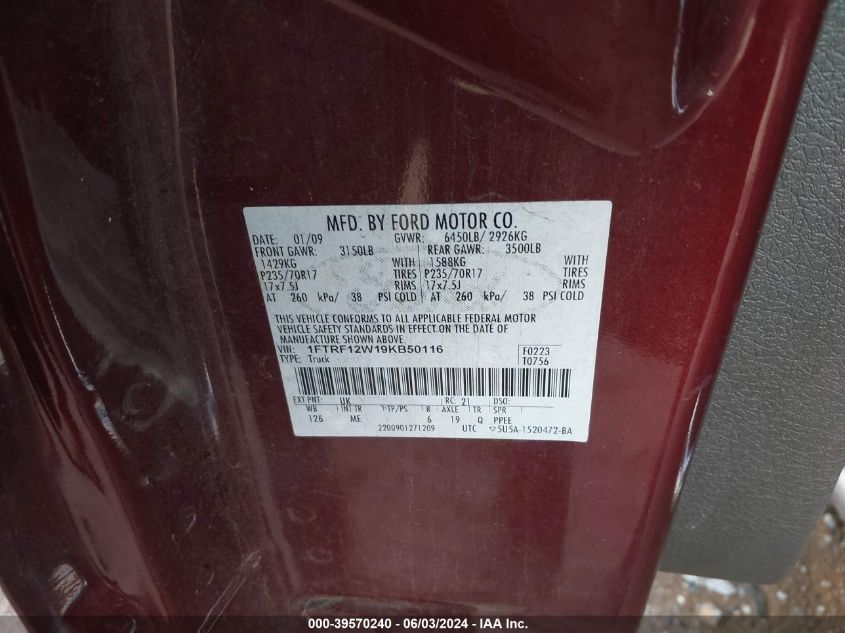 MFD. BY FORD MOTOR CO.
DATE: 01/09 GVWR: 6450LB/ 2926KG
FRONT GAWR: 3150LB REAR GAWR: 3500LB
1429KG WITH 1588KG WITH
P235/70R17 TIRES P235/70R17 TIRES
17x7.5J RIMS 17x7.5J RIMS
AT 260 kPa/ 38 PSI COLD AT 260 kPa/ 38 PSI COLD
THIS VEHICLE CONFORMS TO ALL APPLICABLE FEDERAL MOTOR
VEHICLE SAFETY STANDARDS IN EFFECT ON THE DATE OF
MANUFACTURE SHOWN ABOVE.
VIN: 1FTRF12W19KB50116 F0223
TYPE: Truck T0756
EXT PNT: UK RC: 21 DSO:
WB INT TR TP/PS R AXLE TR SPR
126 ME 6 19 Q PPEE
2200901271209 UTC 5U5A-1520472-BA
000-39570240 - 06/03/2024 - IAA Inc.